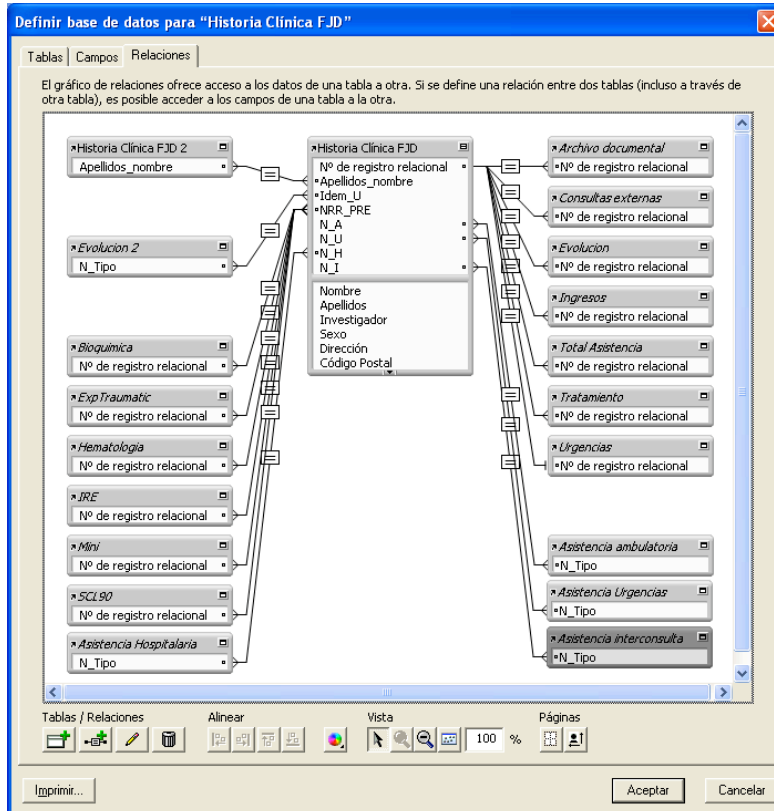 Definir base de datos para “Historia Clínica FJD”
Tablas
Campos
Relaciones
El gráfico de relaciones ofrece acceso a los datos de una tabla a otra. Si se define una relación entre dos tablas (incluso a través de
otra tabla), es posible acceder a los campos de una tabla a la otra.
Historia Clínica FJD 2
Apellidos_nombre
Evolucion 2
N_Tipo
Bioquimica
Nº de registro relacional
ExpTraumatic
Nº de registro relacional
Hematologia
Nº de registro relacional
IRE
Nº de registro relacional
Mini
Nº de registro relacional
SCL90
Nº de registro relacional
Asistencia Hospitalaria
N_Tipo
Historia Clínica FJD
Nº de registro relacional
Apellidos_nombre
Idem_U
NRR_PRE
N_A
N_U
N_H
N_I
Nombre
Apellidos
Investigador
Sexo
Dirección
Código Postal
Archivo documental
Nº de registro relacional
Consultas externas
Nº de registro relacional
Evolucion
Nº de registro relacional
Ingresos
Nº de registro relacional
Total Asistencia
Nº de registro relacional
Tratamiento
Nº de registro relacional
Urgencias
Nº de registro relacional
Asistencia ambulatoria
N_Tipo
Asistencia Urgencias
N_Tipo
Asistencia interconsulta
N_Tipo
Tablas / Relaciones
Alinear
Vista
Páginas
100 %
Imprimir...
Aceptar
Cancelar